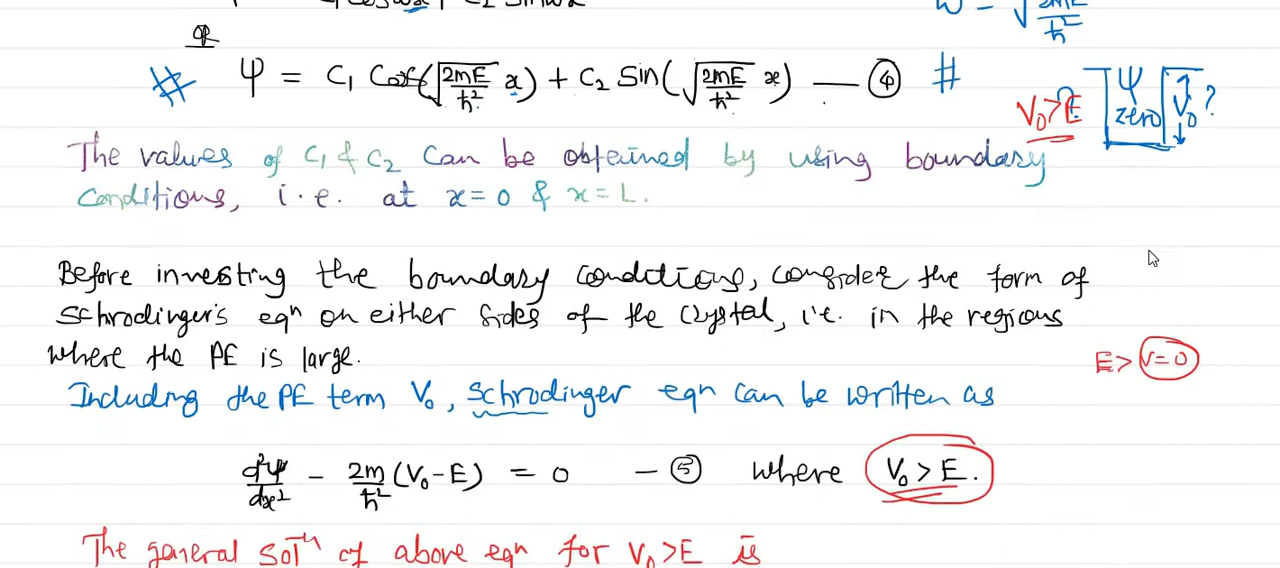 or
# ψ = C₁ Cos(√(2mE/ħ²) x) + C₂ Sin(√(2mE/ħ²) x) — ④ #
V₀>E ? ψ zero V₀ ?
The values of C₁ & C₂ Can be obtained by using boundary
Conditions, i.e. at x=0 & x=L.
Before investing the boundary conditions, consider the form of
Schrodinger's eqn on either sides of the Crystal, i.e. in the regions
where the PE is large.
E> V=0
Including the PE term V₀, Schrodinger eqn can be written as
d²ψ/dx² - 2m/ħ² (V₀-E) = 0 - ⑤ where V₀ > E.
The general Solⁿ of above eqn for V₀>E is